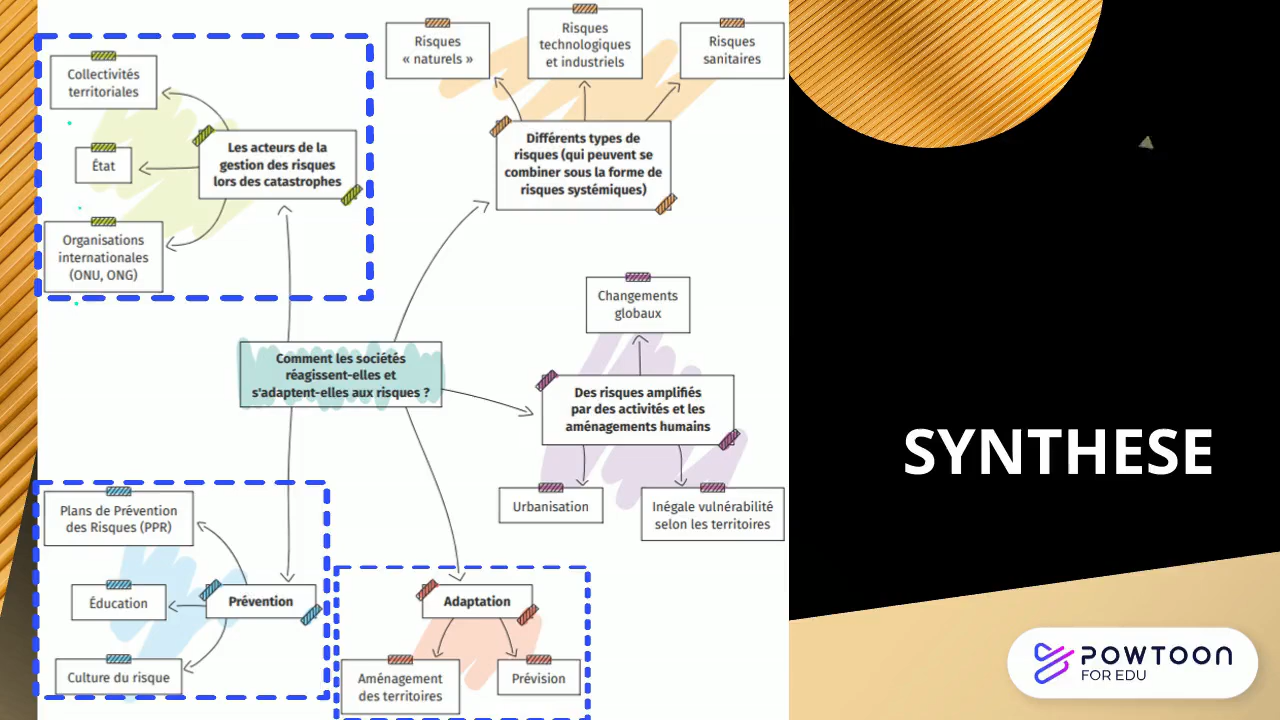 Collectivités
territoriales
État
Organisations
internationales
(ONU, ONG)
Les acteurs de la
gestion des risques
lors des catastrophes
Risques
« naturels »
Risques
technologiques
et industriels
Risques
sanitaires
Différents types de
risques (qui peuvent se
combiner sous la forme de
risques systémiques)
Changements
globaux
Comment les sociétés
réagissent-elles et
s'adaptent-elles aux risques ?
Des risques amplifiés
par des activités et les
aménagements humains
Urbanisation
Inégale vulnérabilité
selon les territoires
Plans de Prévention
des Risques (PPR)
Éducation
Culture du risque
Prévention
Adaptation
Aménagement
des territoires
Prévision
SYNTHESE
POWTOON
FOR EDU